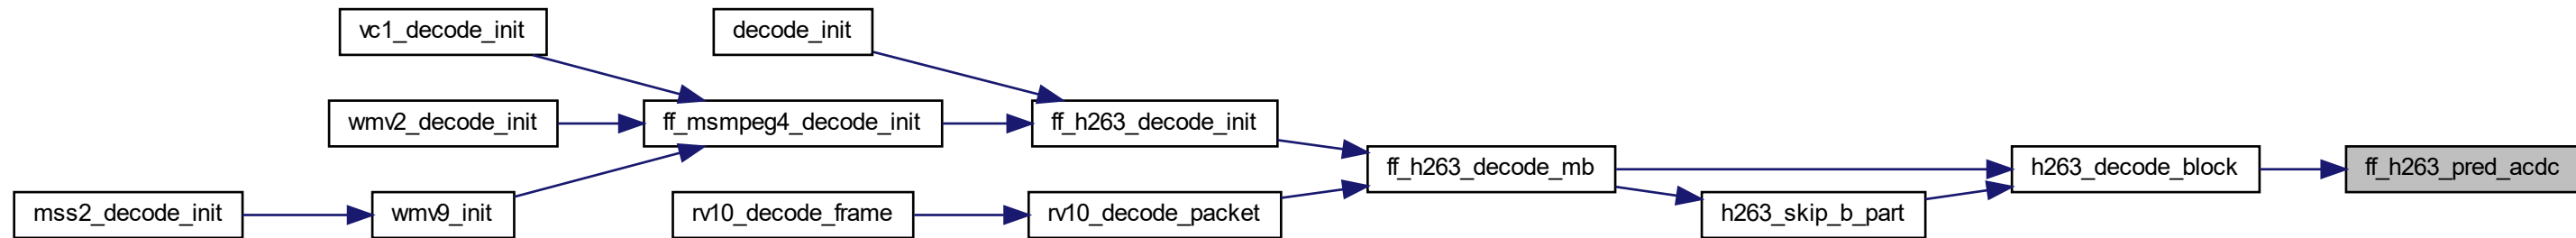 vc1_decode_init
decode_init
wmv2_decode_init
ff_msmpeg4_decode_init
ff_h263_decode_init
ff_h263_decode_mb
h263_decode_block
ff_h263_pred_acdc
mss2_decode_init
wmv9_init
rv10_decode_frame
rv10_decode_packet
h263_skip_b_part